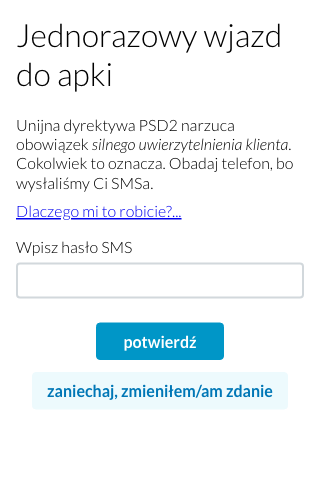 Jednorazowy wjazd
do apki
Unijna dyrektywa PSD2 narzuca
obowiązek silnego uwierzytelnienia klienta.
Cokolwiek to oznacza. Obadaj telefon, bo
wysłaliśmy Ci SMSa.
Dlaczego mi to robicie?...
Wpisz hasło SMS
potwierdź
zaniechaj, zmieniłem/am zdanie